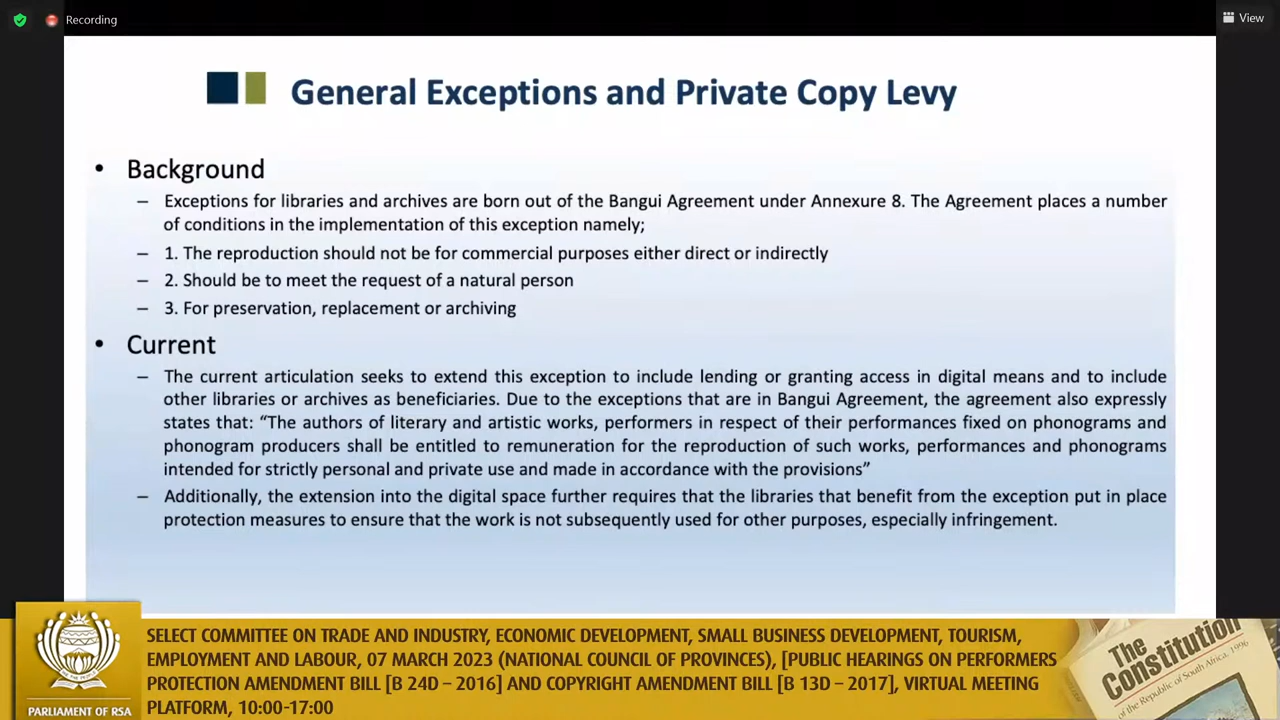 Recording
View
General Exceptions and Private Copy Levy
• Background
– Exceptions for libraries and archives are born out of the Bangui Agreement under Annexure 8. The Agreement places a number
of conditions in the implementation of this exception namely;
– 1. The reproduction should not be for commercial purposes either direct or indirectly
– 2. Should be to meet the request of a natural person
– 3. For preservation, replacement or archiving
• Current
– The current articulation seeks to extend this exception to include lending or granting access in digital means and to include
other libraries or archives as beneficiaries. Due to the exceptions that are in Bangui Agreement, the agreement also expressly
states that: “The authors of literary and artistic works, performers in respect of their performances fixed on phonograms and
phonogram producers shall be entitled to remuneration for the reproduction of such works, performances and phonograms
intended for strictly personal and private use and made in accordance with the provisions”
– Additionally, the extension into the digital space further requires that the libraries that benefit from the exception put in place
protection measures to ensure that the work is not subsequently used for other purposes, especially infringement.
SELECT COMMITTEE ON TRADE AND INDUSTRY, ECONOMIC DEVELOPMENT, SMALL BUSINESS DEVELOPMENT, TOURISM,
EMPLOYMENT AND LABOUR, 07 MARCH 2023 (NATIONAL COUNCIL OF PROVINCES), [PUBLIC HEARINGS ON PERFORMERS
PROTECTION AMENDMENT BILL [B 24D – 2016] AND COPYRIGHT AMENDMENT BILL [B 13D – 2017], VIRTUAL MEETING
PLATFORM, 10:00-17:00
PARLIAMENT OF RSA
The
Constitution
of the Republic of South Africa, 1996